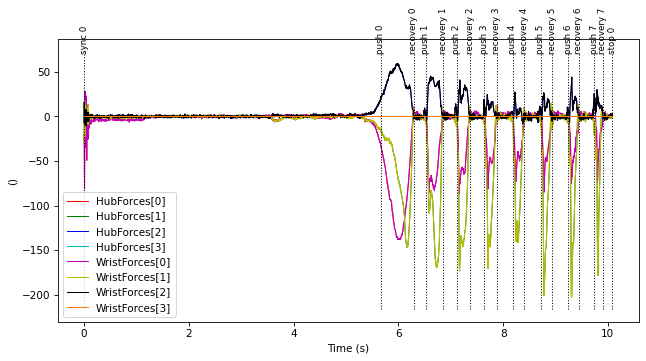 sync 0
push 0
recovery 0
push 1
recovery 1
push 2
recovery 2
push 3
recovery 3
push 4
recovery 4
push 5
recovery 5
push 6
recovery 6
push 7
recovery 7
stop 0
50
0
−50
−100
−150
−200
()
HubForces[0]
HubForces[1]
HubForces[2]
HubForces[3]
WristForces[0]
WristForces[1]
WristForces[2]
WristForces[3]
0 2 4 6 8 10
Time (s)